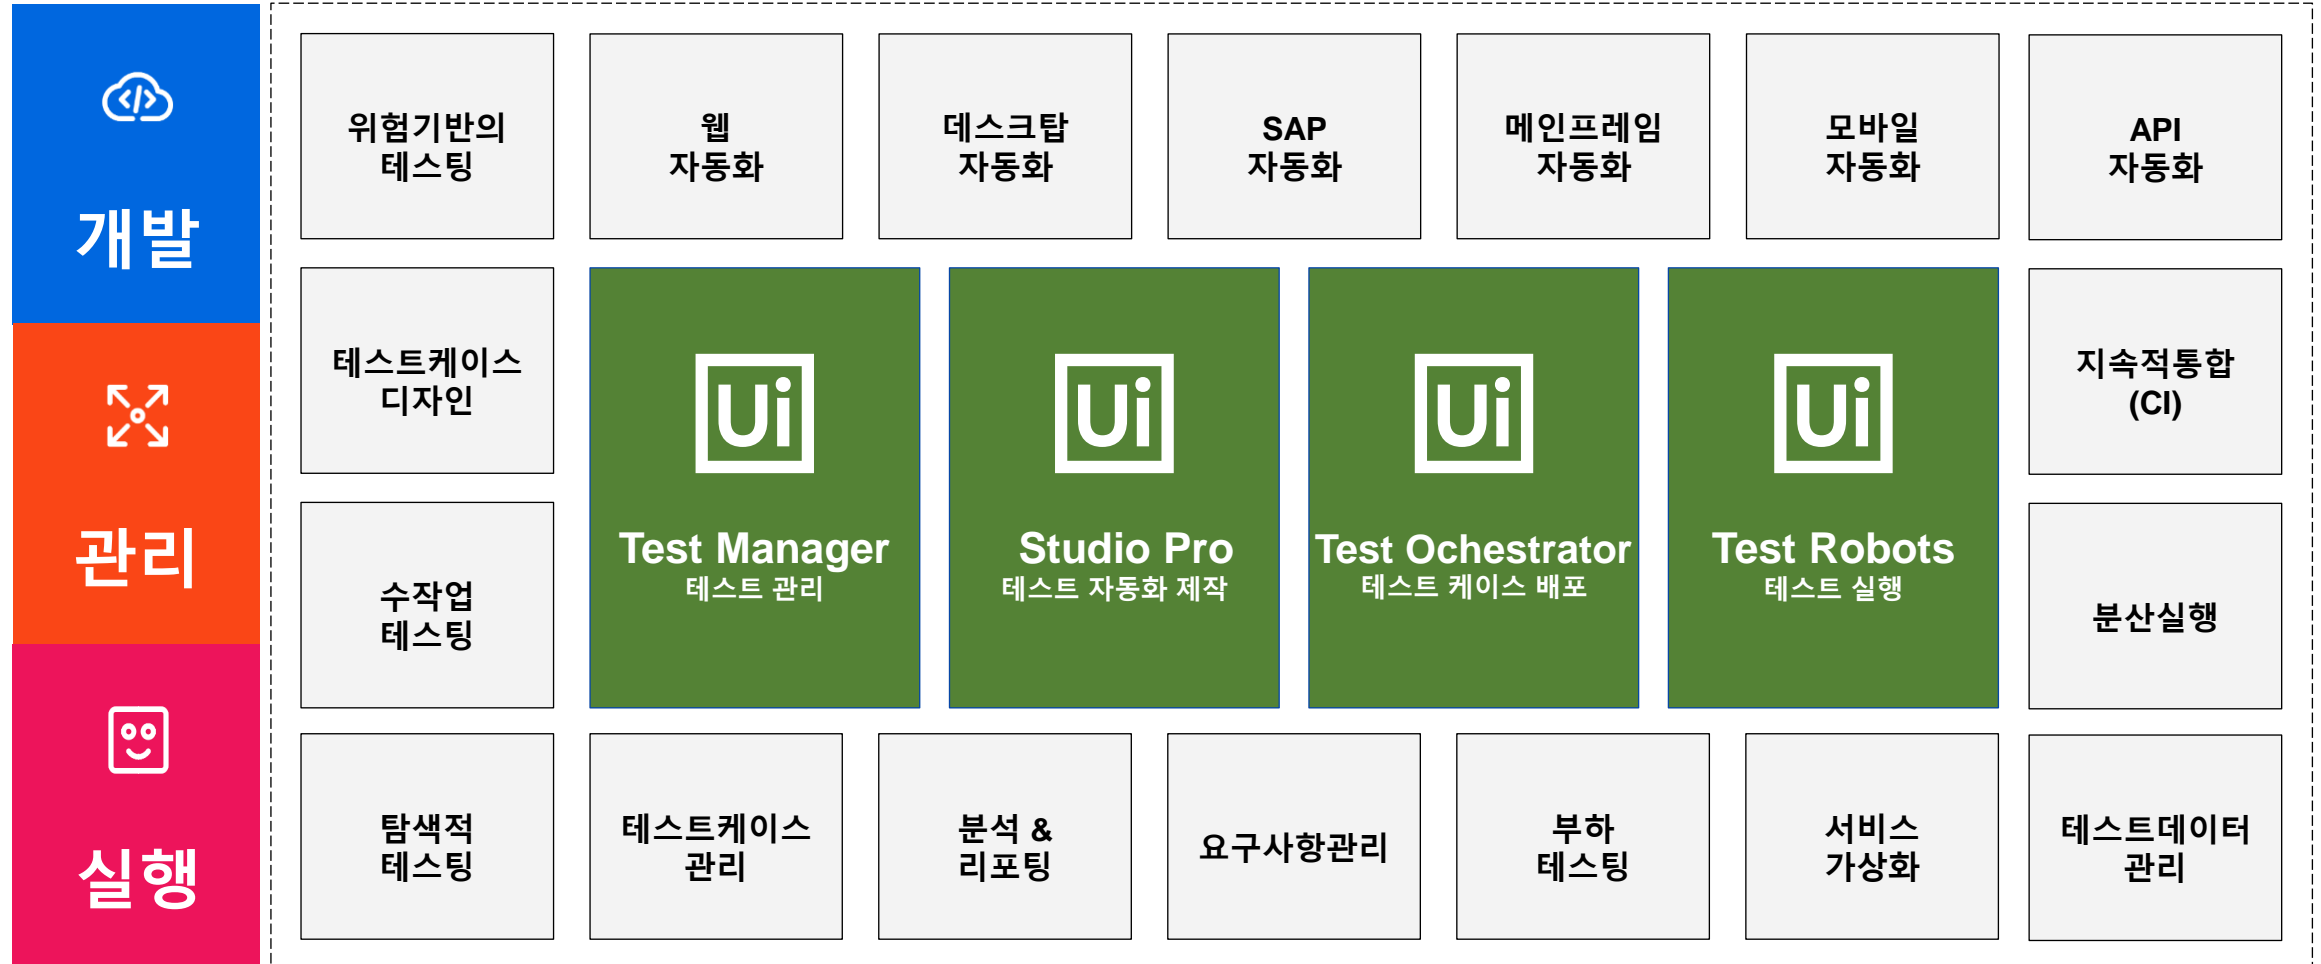 개발
관리
실행
위험기반의
테스팅
웹
자동화
데스크탑
자동화
SAP
자동화
메인프레임
자동화
모바일
자동화
API
자동화
테스트케이스
디자인
수작업
테스팅
Ui
Test Manager
테스트 관리
Ui
Studio Pro
테스트 자동화 제작
Ui
Test Ochestrator
테스트 케이스 배포
Ui
Test Robots
테스트 실행
지속적통합
(CI)
분산실행
탐색적
테스팅
테스트케이스
관리
분석 &
리포팅
요구사항관리
부하
테스팅
서비스
가상화
테스트데이터
관리